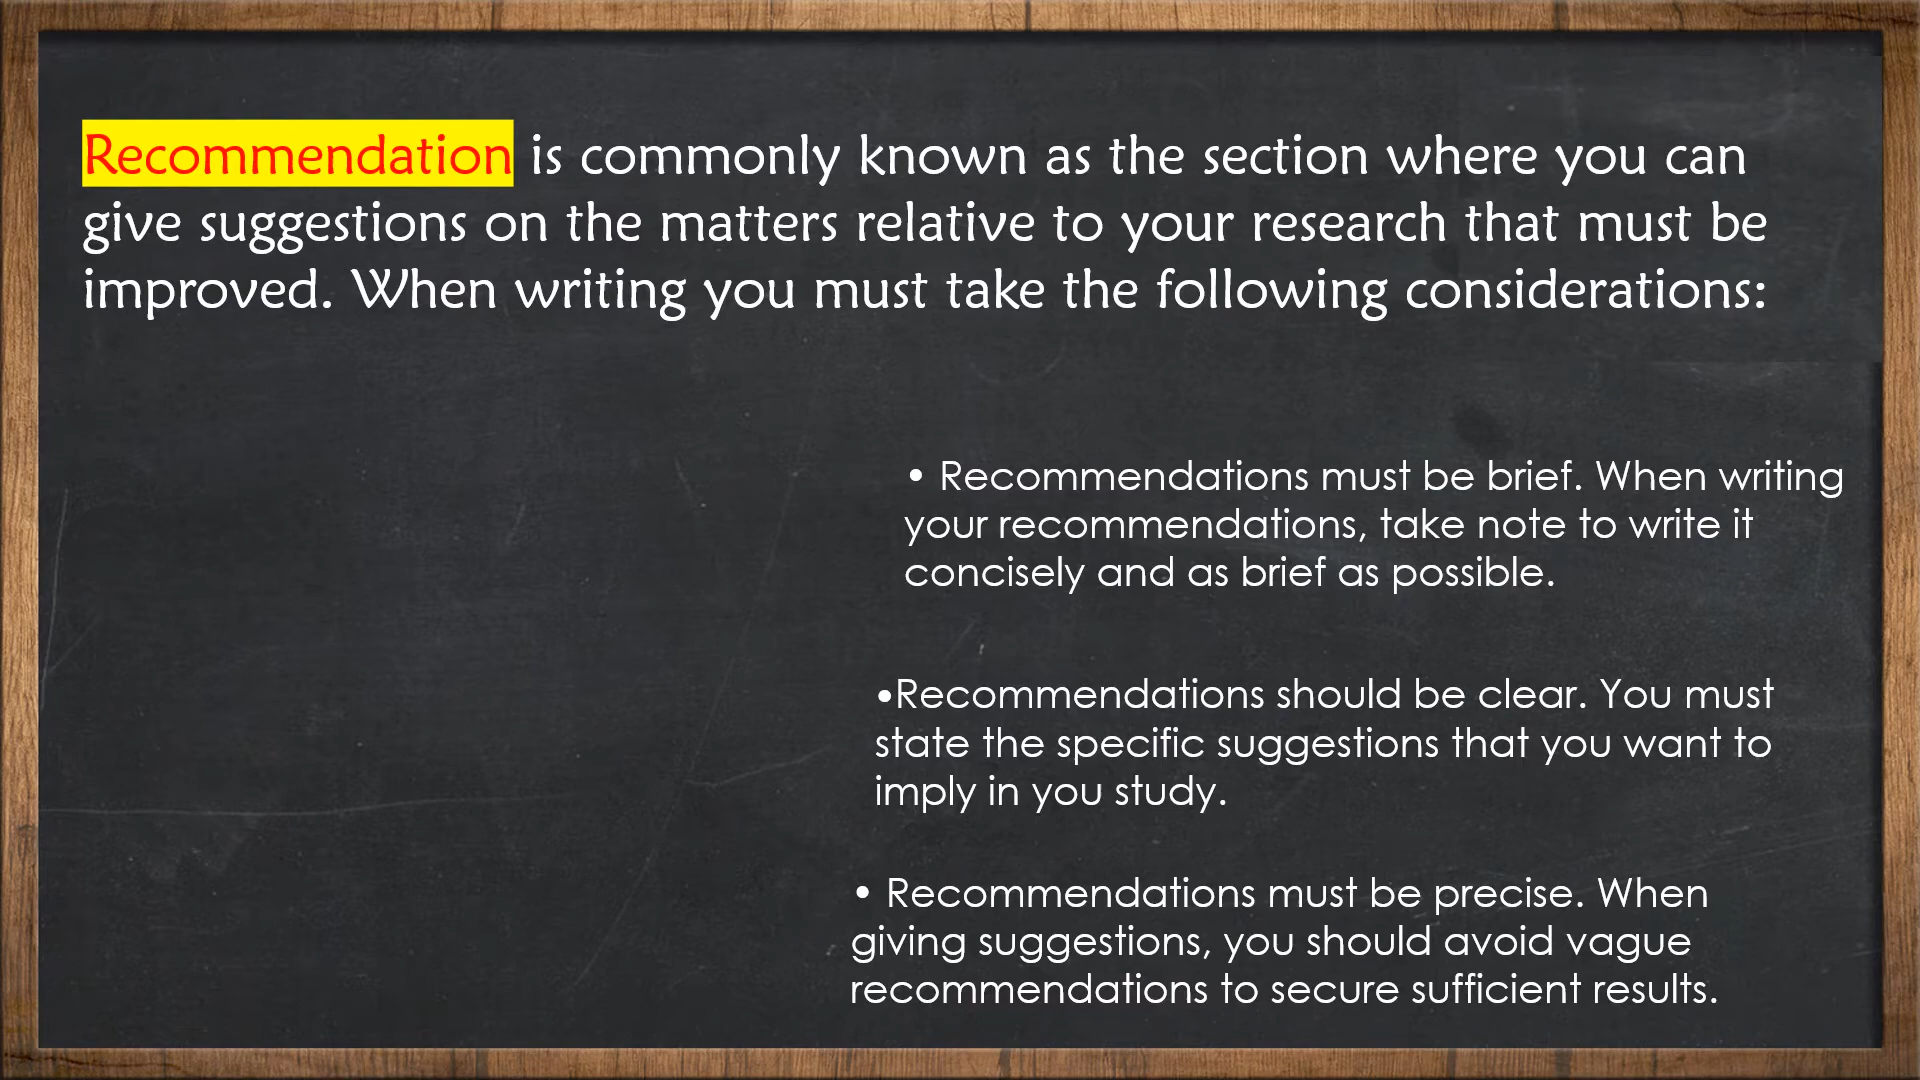 Recommendation is commonly known as the section where you can
give suggestions on the matters relative to your research that must be
improved. When writing you must take the following considerations:
• Recommendations must be brief. When writing
your recommendations, take note to write it
concisely and as brief as possible.
•Recommendations should be clear. You must
state the specific suggestions that you want to
imply in you study.
• Recommendations must be precise. When
giving suggestions, you should avoid vague
recommendations to secure sufficient results.